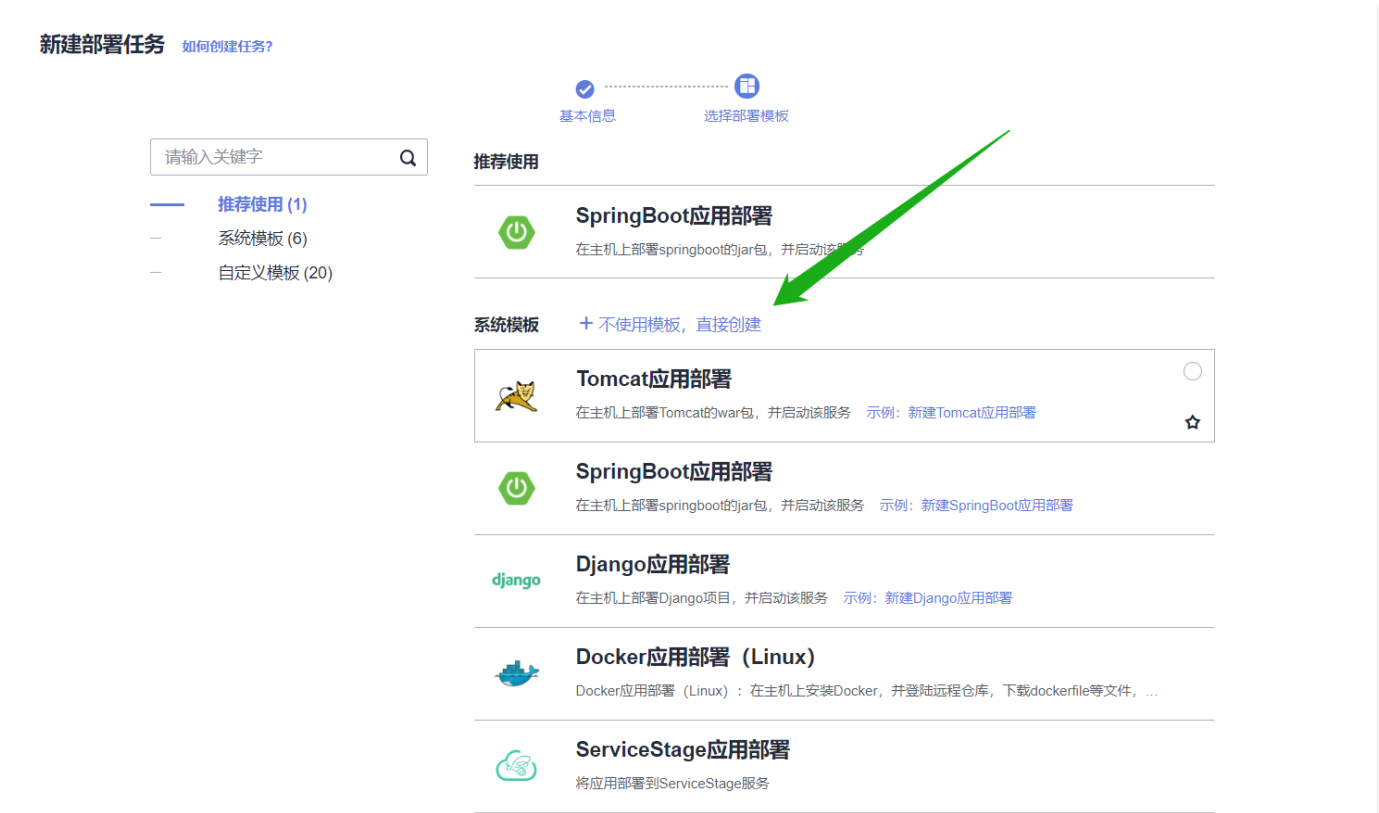 新建部署任务 如何创建任务?
基本信息 选择部署模板
请输入关键字
推荐使用 (1)
系统模板 (6)
自定义模板 (20)
推荐使用
SpringBoot应用部署
在主机上部署springboot的jar包，并启动该服务
系统模板 + 不使用模板，直接创建
Tomcat应用部署
在主机上部署Tomcat的war包，并启动该服务 示例：新建Tomcat应用部署
SpringBoot应用部署
在主机上部署springboot的jar包，并启动该服务 示例：新建SpringBoot应用部署
django
Django应用部署
在主机上部署Django项目，并启动该服务 示例：新建Django应用部署
Docker应用部署（Linux）
Docker应用部署（Linux）：在主机上安装Docker，并登陆远程仓库，下载dockerfile等文件，...
ServiceStage应用部署
将应用部署到ServiceStage服务